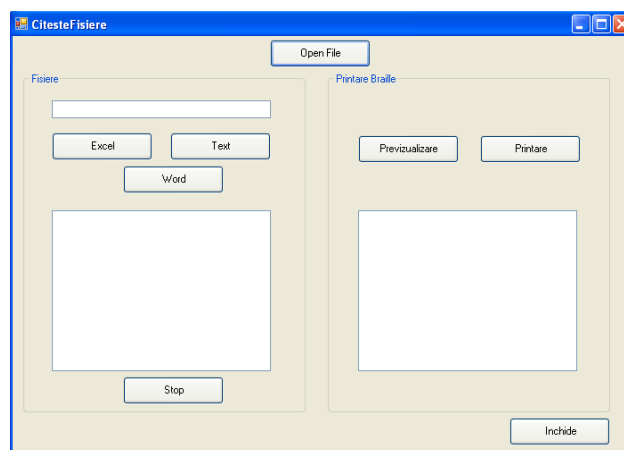 CitesteFisiere
Open File
Fisiere
Excel
Text
Word
Stop
Printare Braille
Previzualizare
Printare
Inchide